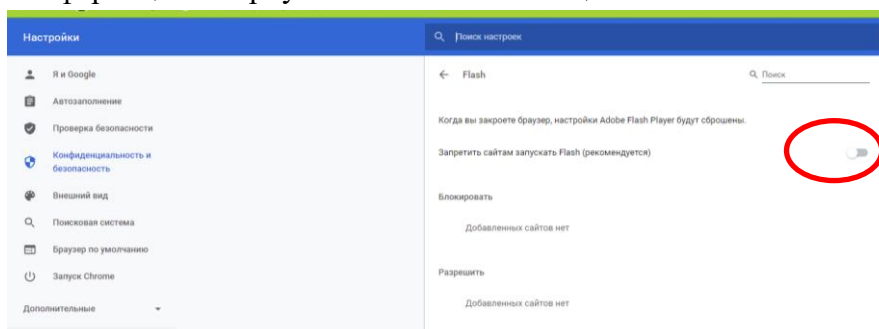 Настройки
Поиск настроек
Я и Google
Автозаполнение
Проверка безопасности
Конфиденциальность и
безопасность
Внешний вид
Поисковая система
Браузер по умолчанию
Запуск Chrome
Дополнительные
Flash
Поиск
Когда вы закроете браузер, настройки Adobe Flash Player будут сброшены.
Запретить сайтам запускать Flash (рекомендуется)
Блокировать
Добавленных сайтов нет
Разрешить
Добавленных сайтов нет